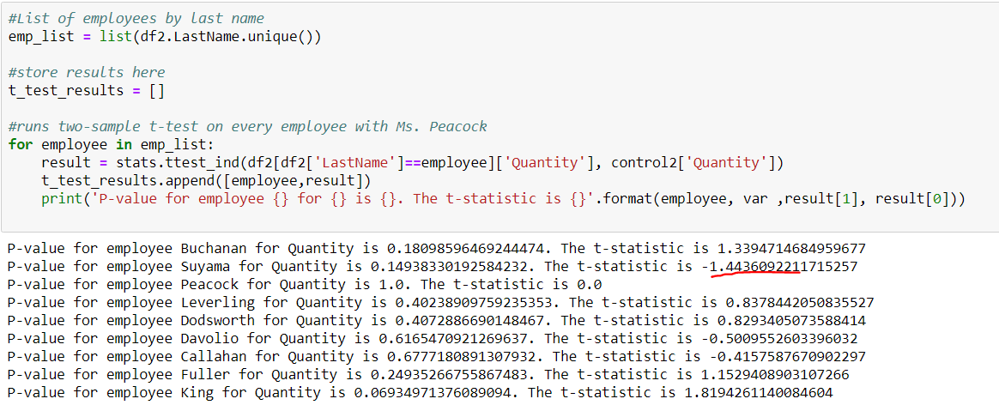 #List of employees by last name
emp_list = list(df2.LastName.unique())
#store results here
t_test_results = []
#runs two-sample t-test on every employee with Ms. Peacock
for employee in emp_list:
    result = stats.ttest_ind(df2[df2['LastName']==employee]['Quantity'], control2['Quantity'])
    t_test_results.append([employee,result])
    print('P-value for employee {} for {} is {}. The t-statistic is {}'.format(employee, var ,result[1], result[0]))
P-value for employee Buchanan for Quantity is 0.18098596469244474. The t-statistic is 1.3394714684959677
P-value for employee Suyama for Quantity is 0.14938330192584232. The t-statistic is -1.4436092211715257
P-value for employee Peacock for Quantity is 1.0. The t-statistic is 0.0
P-value for employee Leverling for Quantity is 0.40238909759235353. The t-statistic is 0.8378442050835527
P-value for employee Dodsworth for Quantity is 0.4072886690148467. The t-statistic is 0.8293405073588414
P-value for employee Davolio for Quantity is 0.6165470921269637. The t-statistic is -0.5009552603396032
P-value for employee Callahan for Quantity is 0.6777180891307932. The t-statistic is -0.4157587670902297
P-value for employee Fuller for Quantity is 0.24935266755867483. The t-statistic is 1.1529408903107266
P-value for employee King for Quantity is 0.06934971376089094. The t-statistic is 1.8194261140084604